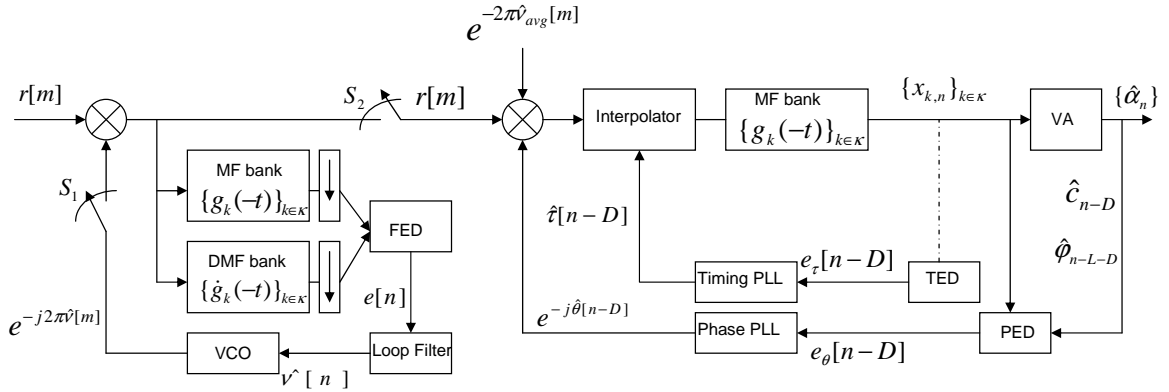 e^{-2πν̂_{avg}[m]}
r[m]
S_2
r[m]
Interpolator
MF bank
{g_k(-t)}_{k∈κ}
{x_{k,n}}_{k∈κ}
VA
{α̂_n}
S_1
MF bank
{g_k(-t)}_{k∈κ}
↓
FED
DMF bank
{ġ_k(-t)}_{k∈κ}
↓
τ̂[n-D]
ĉ_{n-D}
φ̂_{n-L-D}
e[n]
Timing PLL
e_τ[n-D]
TED
e^{-j2πν̂[m]}
e^{-jθ̂[n-D]}
VCO
ν^[n]
Loop Filter
Phase PLL
e_θ[n-D]
PED